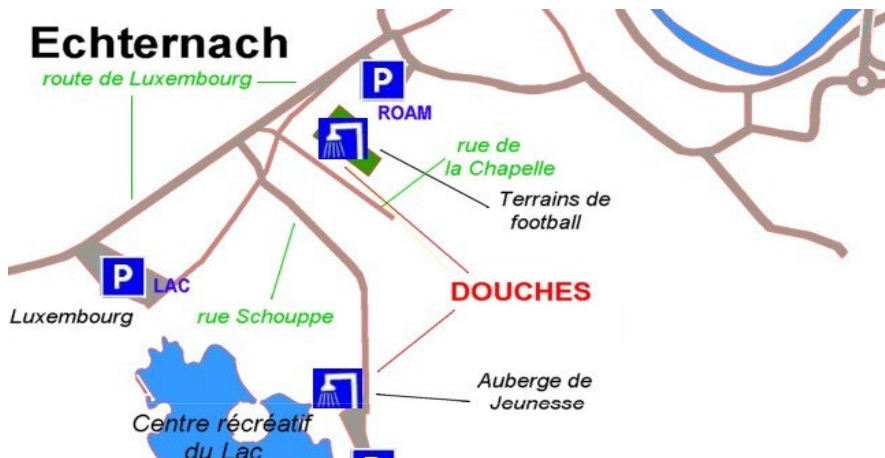 Echternach
route de Luxembourg
P
ROAM
rue de
la Chapelle
Terrains de
football
P
LAC
DOUCHES
Luxembourg
rue Schouppe
Auberge de
Jeunesse
Centre récréatif
du Lac
P